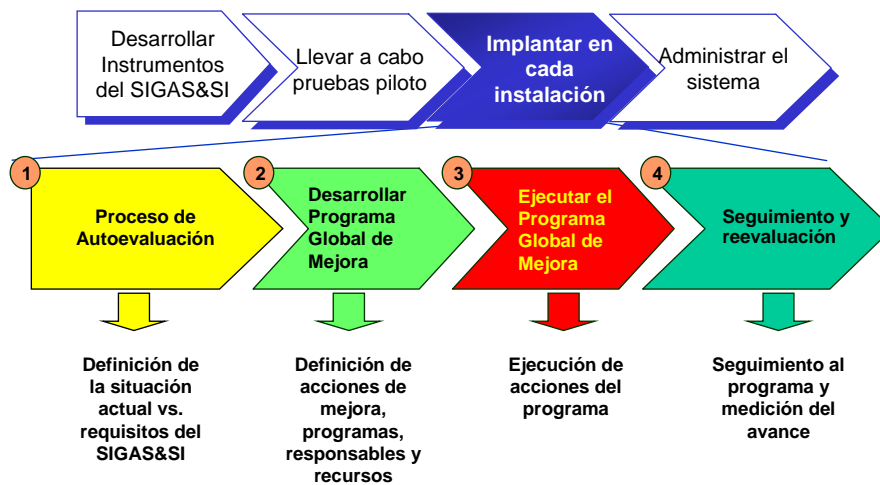 Desarrollar
Instrumentos
del SIGAS&SI
Llevar a cabo
pruebas piloto
Implantar en
cada
instalación
Administrar el
sistema
1
Proceso de
Autoevaluación
2
Desarrollar
Programa
Global de
Mejora
3
Ejecutar el
Programa
Global de
Mejora
4
Seguimiento y
reevaluación
Definición de
la situación
actual vs.
requisitos del
SIGAS&SI
Definición de
acciones de
mejora,
programas,
responsables y
recursos
Ejecución de
acciones del
programa
Seguimiento al
programa y
medición del
avance